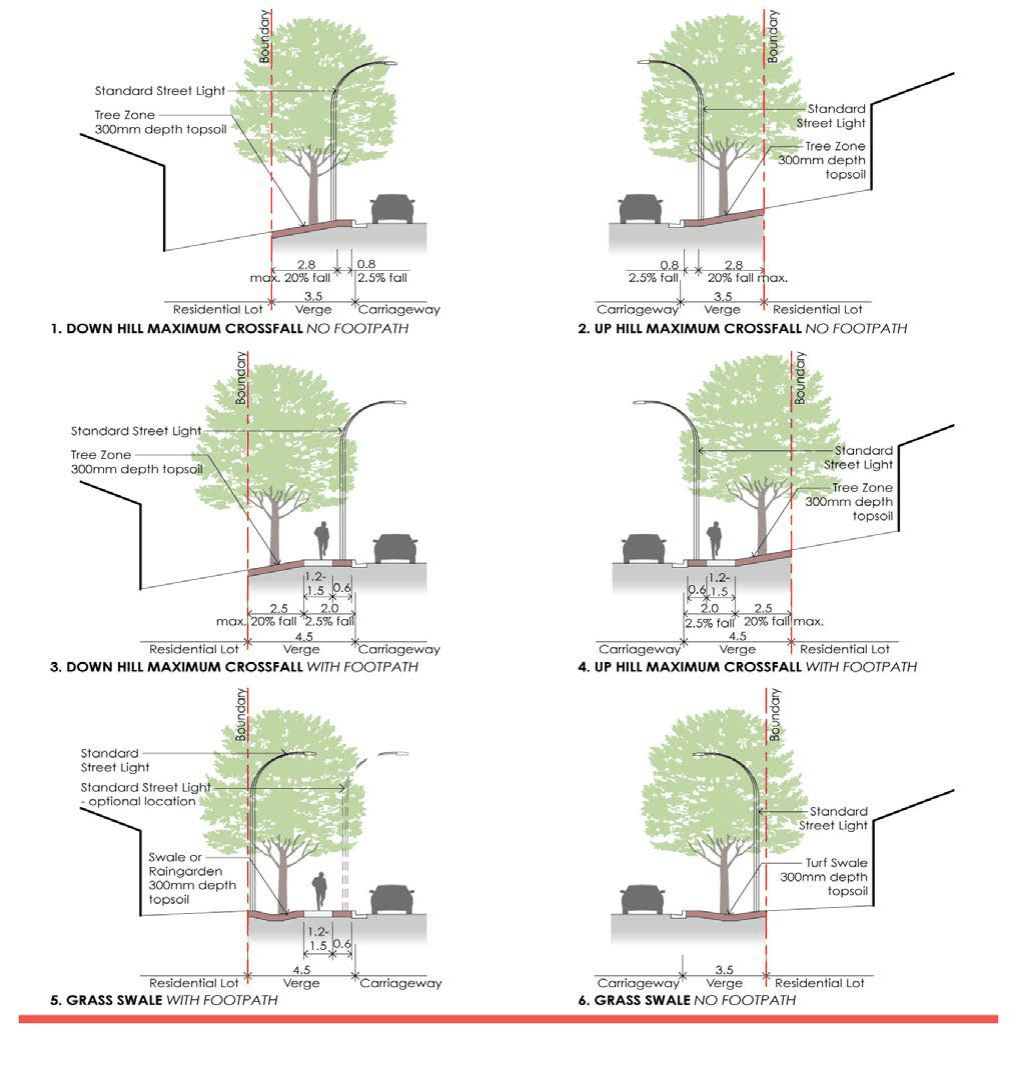 Boundary
Standard Street Light
Tree Zone
300mm depth topsoil
2.8
0.8
max. 20% fall
2.5% fall
3.5
Residential Lot
Verge
Carriageway
1. DOWN HILL MAXIMUM CROSSFALL NO FOOTPATH
Boundary
Standard
Street Light
Tree Zone
300mm depth
topsoil
0.8
2.8
2.5% fall
20% fall max.
3.5
Carriageway
Verge
Residential Lot
2. UP HILL MAXIMUM CROSSFALL NO FOOTPATH
Boundary
Standard Street Light
Tree Zone
300mm depth topsoil
1.2-
1.5
0.6
2.5
2.0
max. 20% fall
2.5% fall
4.5
Residential Lot
Verge
Carriageway
3. DOWN HILL MAXIMUM CROSSFALL WITH FOOTPATH
Boundary
Standard
Street Light
Tree Zone
300mm depth
topsoil
1.2-
0.6
1.5
2.0
2.5
2.5% fall
20% fall max.
4.5
Carriageway
Verge
Residential Lot
4. UP HILL MAXIMUM CROSSFALL WITH FOOTPATH
Boundary
Standard
Street Light
Standard Street Light
- optional location
Swale or
Raingarden
300mm depth
topsoil
1.2-
1.5
0.6
4.5
Residential Lot
Verge
Carriageway
5. GRASS SWALE WITH FOOTPATH
Boundary
Standard
Street Light
Turf Swale
300mm depth
topsoil
3.5
Carriageway
Verge
Residential Lot
6. GRASS SWALE NO FOOTPATH